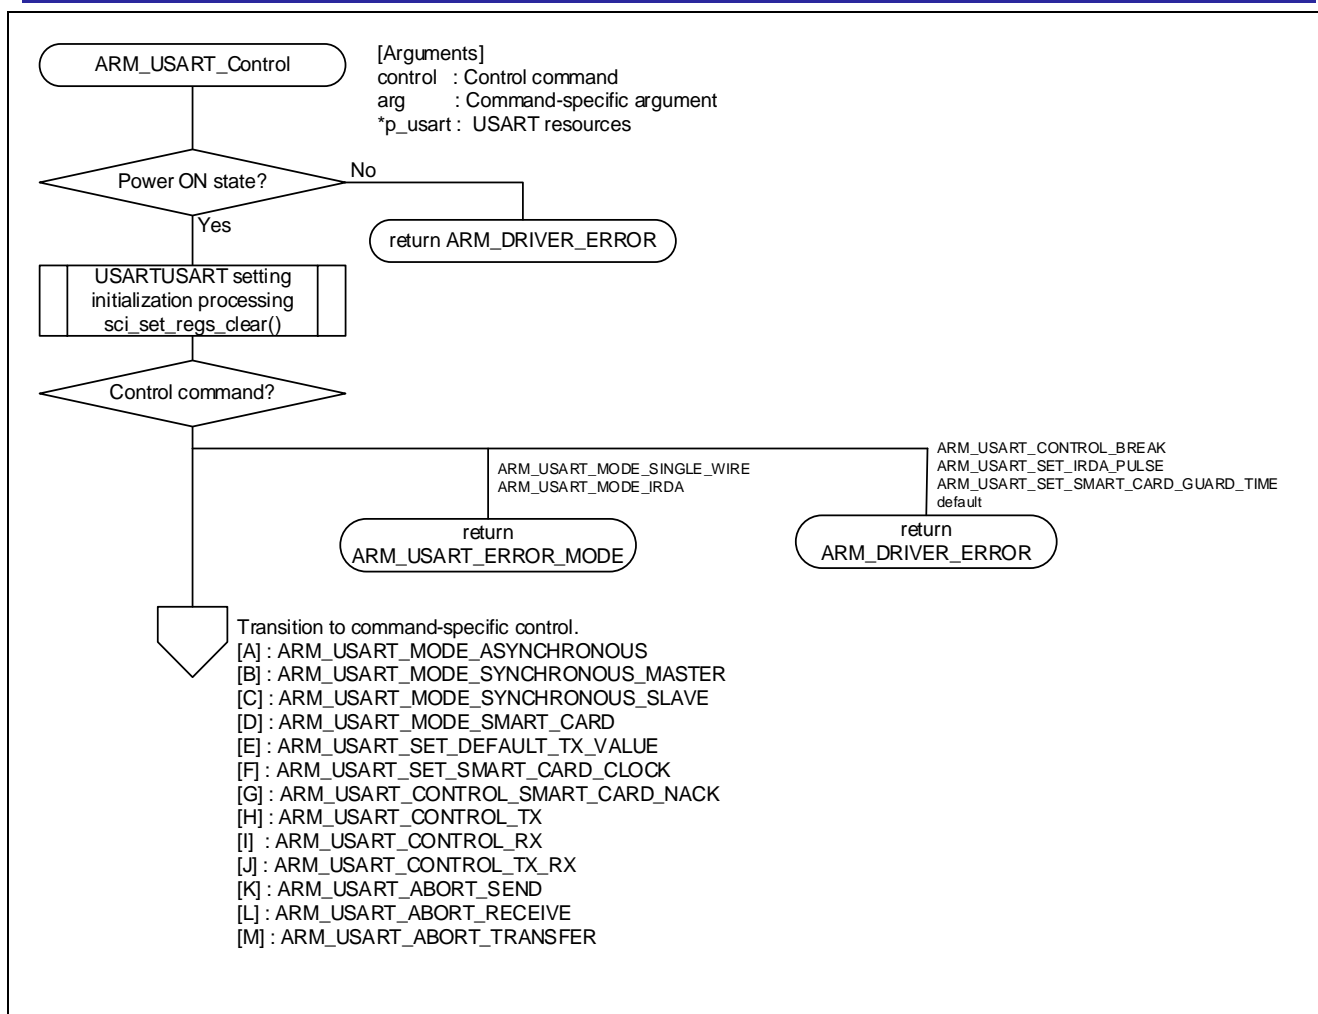 ARM_USART_Control
[Arguments]
control : Control command
arg : Command-specific argument
*p_usart : USART resources
Power ON state?
No
Yes
return ARM_DRIVER_ERROR
USARTUSART setting
initialization processing
sci_set_regs_clear()
Control command?
ARM_USART_MODE_SINGLE_WIRE
ARM_USART_MODE_IRDA
return
ARM_USART_ERROR_MODE
ARM_USART_CONTROL_BREAK
ARM_USART_SET_IRDA_PULSE
ARM_USART_SET_SMART_CARD_GUARD_TIME
default
return
ARM_DRIVER_ERROR
Transition to command-specific control.
[A] : ARM_USART_MODE_ASYNCHRONOUS
[B] : ARM_USART_MODE_SYNCHRONOUS_MASTER
[C] : ARM_USART_MODE_SYNCHRONOUS_SLAVE
[D] : ARM_USART_MODE_SMART_CARD
[E] : ARM_USART_SET_DEFAULT_TX_VALUE
[F] : ARM_USART_SET_SMART_CARD_CLOCK
[G] : ARM_USART_CONTROL_SMART_CARD_NACK
[H] : ARM_USART_CONTROL_TX
[I] : ARM_USART_CONTROL_RX
[J] : ARM_USART_CONTROL_TX_RX
[K] : ARM_USART_ABORT_SEND
[L] : ARM_USART_ABORT_RECEIVE
[M] : ARM_USART_ABORT_TRANSFER